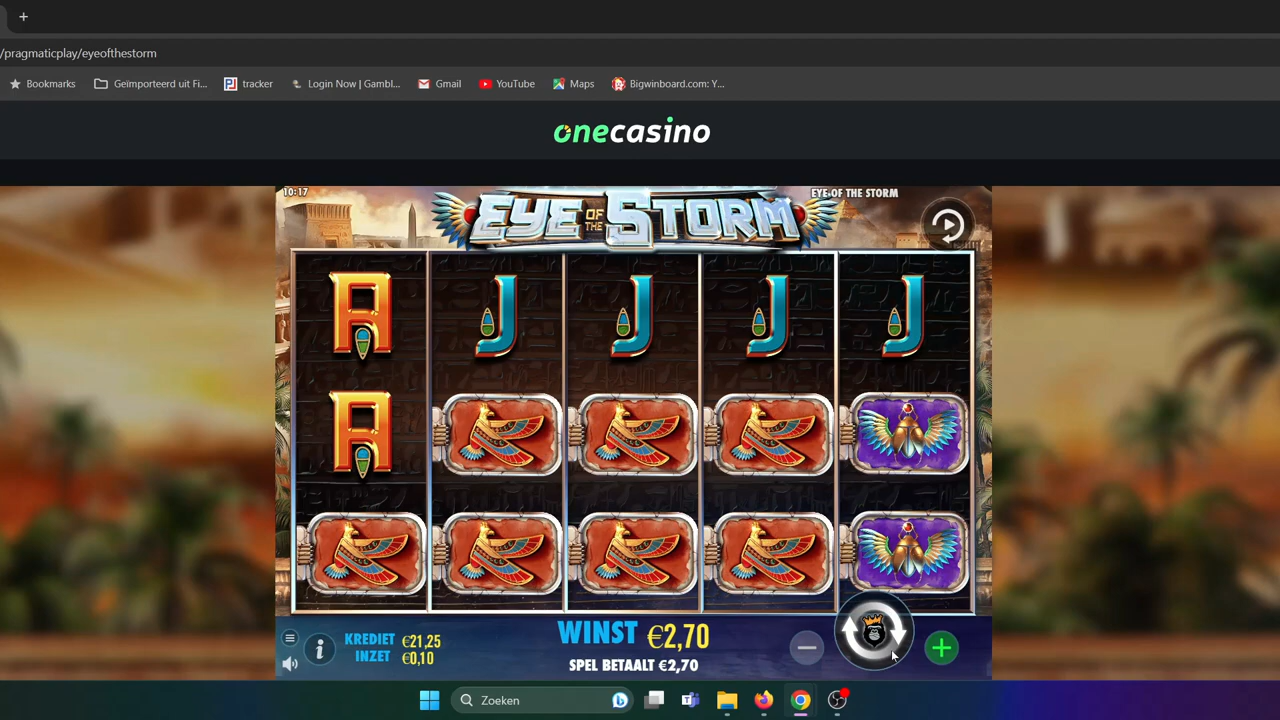 /pragmaticplay/eyeofthestorm
Bookmarks
Geïmporteerd uit Fi...
tracker
Login Now | Gambl...
Gmail
YouTube
Maps
Bigwinboard.com: Y...
onecasino
10:17
EYE OF THE STORM
EYE OF THE STORM
A J J J J
A
KREDIET €21,25
INZET €0,10
WINST €2,70
SPEL BETAALT €2,70
Zoeken